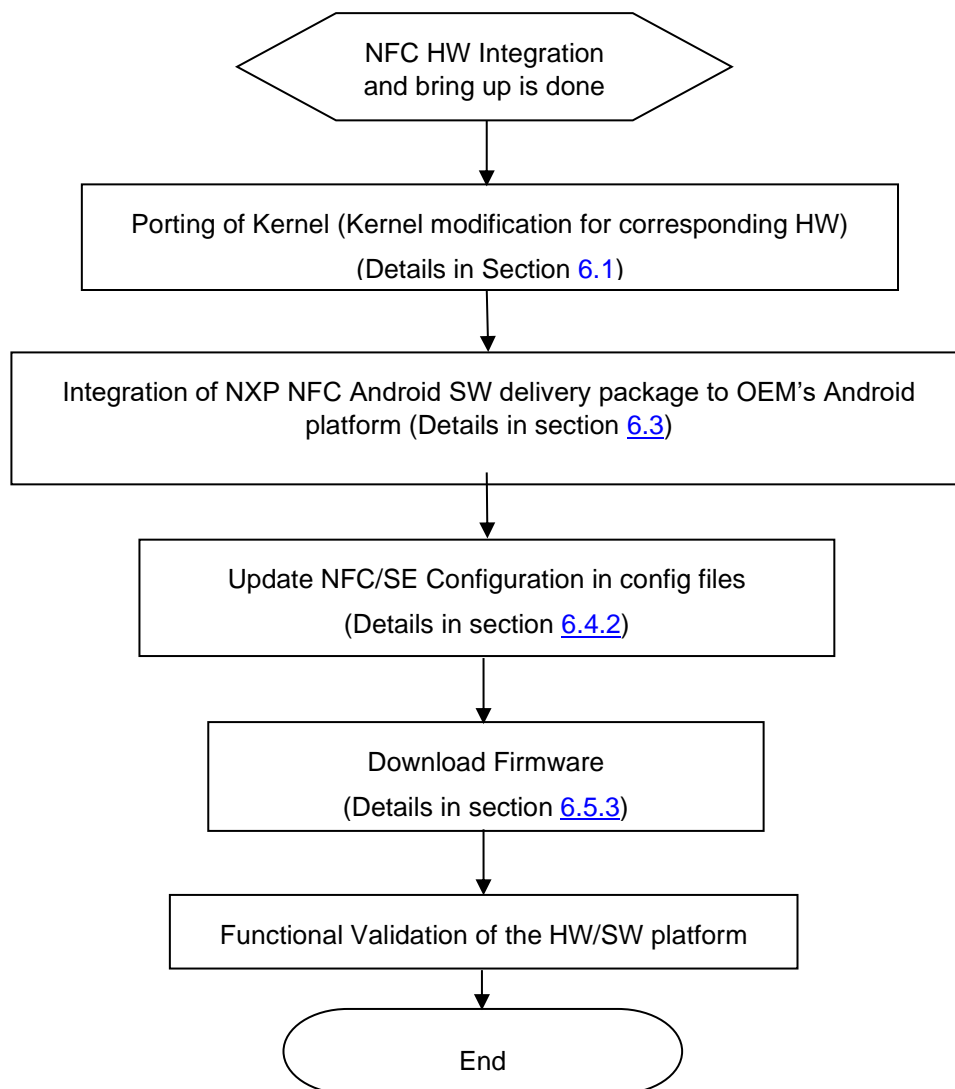 NFC HW Integration
and bring up is done
Porting of Kernel (Kernel modification for corresponding HW)
(Details in Section 6.1)
Integration of NXP NFC Android SW delivery package to OEM's Android
platform (Details in section 6.3)
Update NFC/SE Configuration in config files
(Details in section 6.4.2)
Download Firmware
(Details in section 6.5.3)
Functional Validation of the HW/SW platform
End